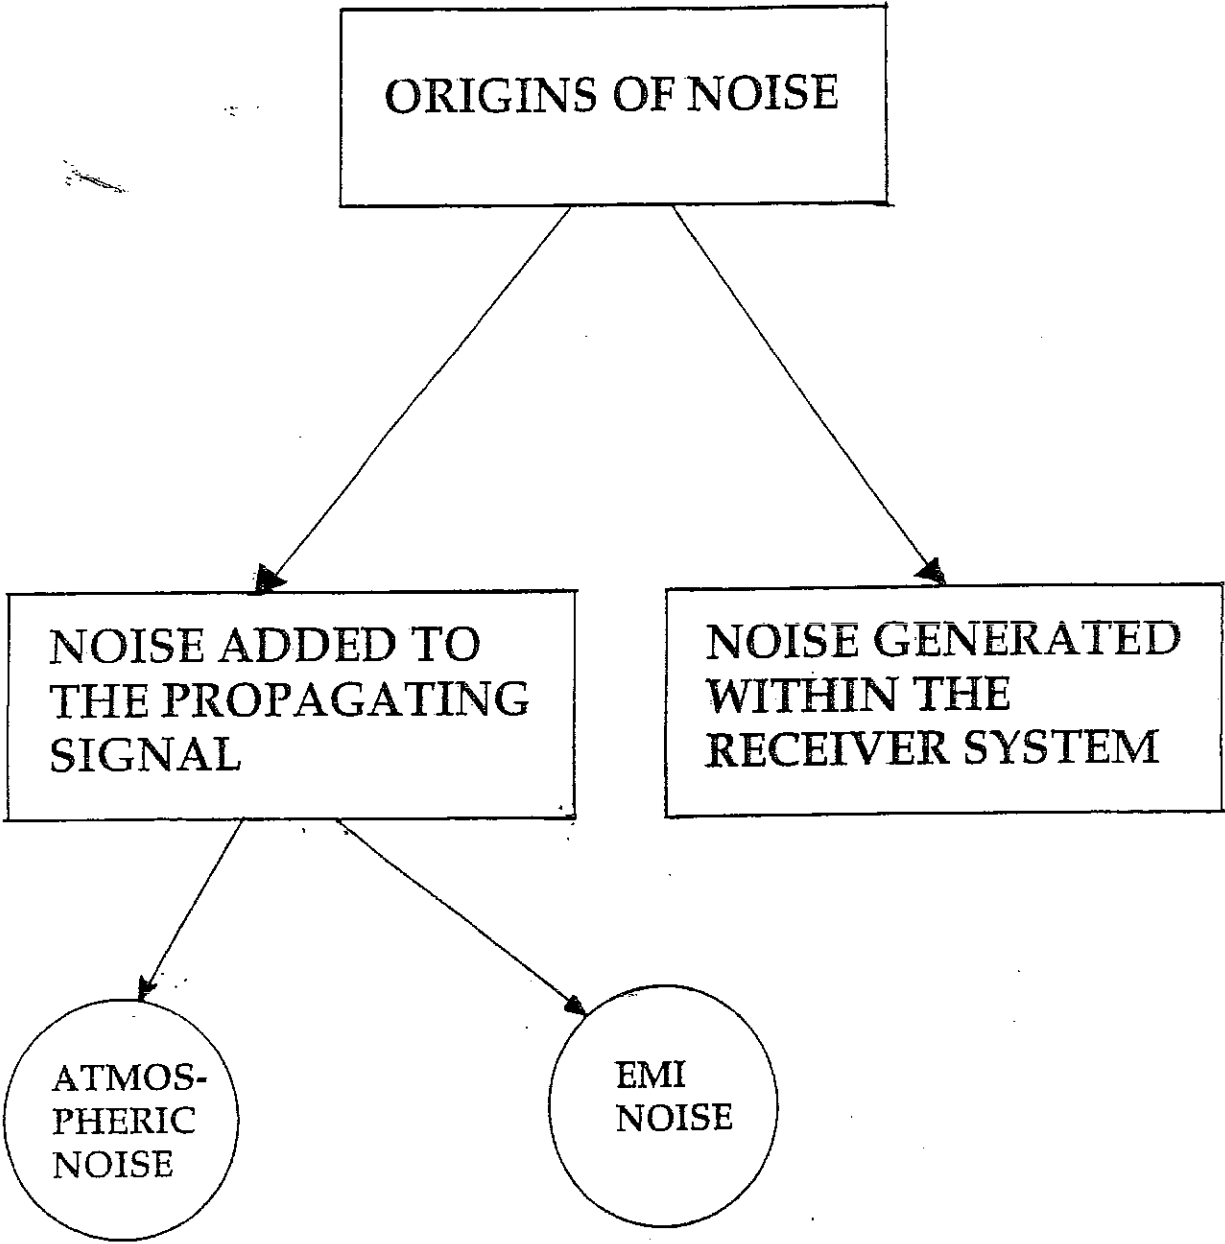 ORIGINS OF NOISE
NOISE ADDED TO
THE PROPAGATING
SIGNAL
NOISE GENERATED
WITHIN THE
RECEIVER SYSTEM
ATMOS-
PHERIC
NOISE
EMI
NOISE